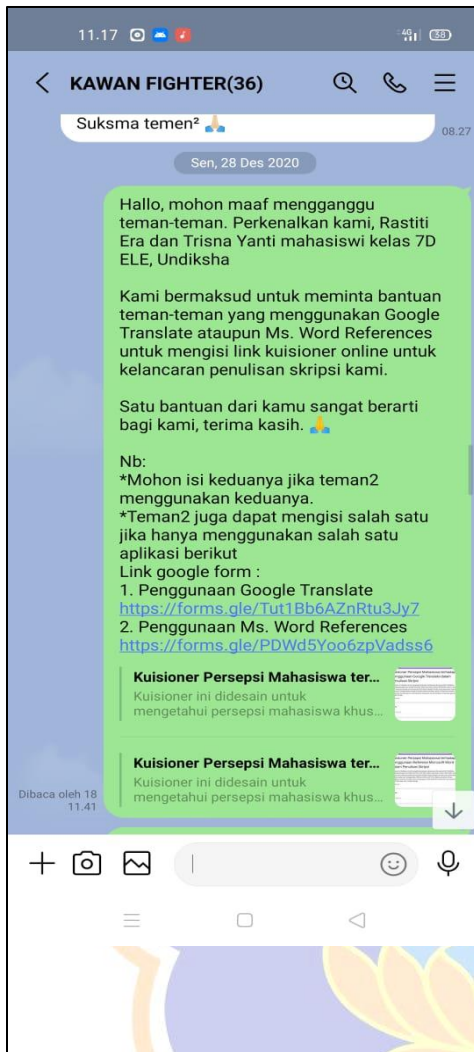 11.17
4G
38
KAWAN FIGHTER(36)
Suksma temen²
08.27
Sen, 28 Des 2020
Hallo, mohon maaf mengganggu
teman-teman. Perkenalkan kami, Rastiti
Era dan Trisna Yanti mahasiswi kelas 7D
ELE, Undiksha
Kami bermaksud untuk meminta bantuan
teman-teman yang menggunakan Google
Translate ataupun Ms. Word References
untuk mengisi link kuisioner online untuk
kelancaran penulisan skripsi kami.
Satu bantuan dari kamu sangat berarti
bagi kami, terima kasih. 🙏
Nb:
*Mohon isi keduanya jika teman2
menggunakan keduanya.
*Teman2 juga dapat mengisi salah satu
jika hanya menggunakan salah satu
aplikasi berikut
Link google form :
1. Penggunaan Google Translate
https://forms.gle/Tut1Bb6AZnRtu3Jy7
2. Penggunaan Ms. Word References
https://forms.gle/PDWd5Yoo6zpVadss6
Kuisioner Persepsi Mahasiswa ter...
Kuisioner ini didesain untuk
mengetahui persepsi mahasiswa khus...
Kuisioner Persepsi Mahasiswa ter...
Kuisioner ini didesain untuk
mengetahui persepsi mahasiswa khus...
Dibaca oleh 18
11.41